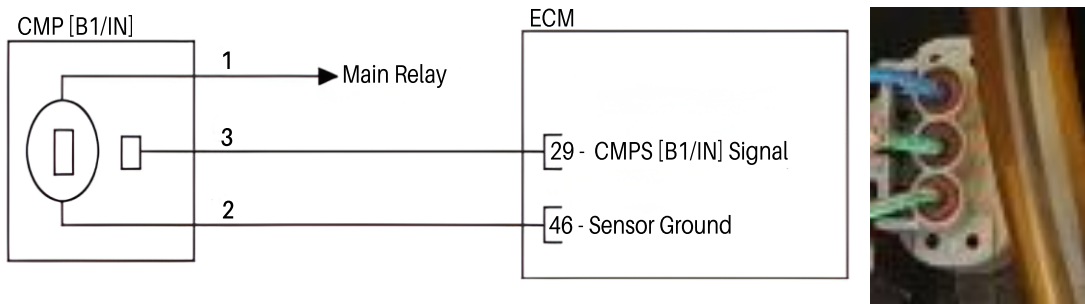 CMP [B1/IN]
ECM
1
Main Relay
3
29 - CMPS [B1/IN] Signal
2
46 - Sensor Ground